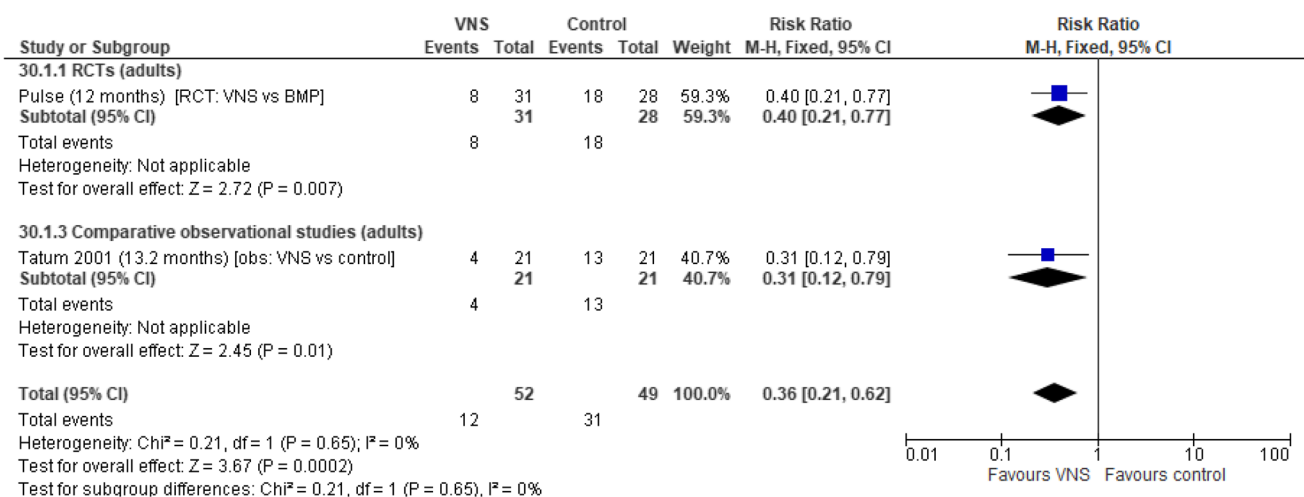 VNS Control Risk Ratio Risk Ratio
Study or Subgroup Events Total Events Total Weight M-H, Fixed, 95% CI M-H, Fixed, 95% CI
30.1.1 RCTs (adults)
Pulse (12 months) [RCT: VNS vs BMP] 8 31 18 28 59.3% 0.40 [0.21, 0.77]
Subtotal (95% CI) 31 28 59.3% 0.40 [0.21, 0.77]
Total events 8 18
Heterogeneity: Not applicable
Test for overall effect: Z = 2.72 (P = 0.007)
30.1.3 Comparative observational studies (adults)
Tatum 2001 (13.2 months) [obs: VNS vs control] 4 21 13 21 40.7% 0.31 [0.12, 0.79]
Subtotal (95% CI) 21 21 40.7% 0.31 [0.12, 0.79]
Total events 4 13
Heterogeneity: Not applicable
Test for overall effect: Z = 2.45 (P = 0.01)
Total (95% CI) 52 49 100.0% 0.36 [0.21, 0.62]
Total events 12 31
Heterogeneity: Chi² = 0.21, df = 1 (P = 0.65); I² = 0%
Test for overall effect: Z = 3.67 (P = 0.0002)
Test for subgroup differences: Chi² = 0.21, df = 1 (P = 0.65), I² = 0%
0.01 0.1 1 10 100
Favours VNS Favours control